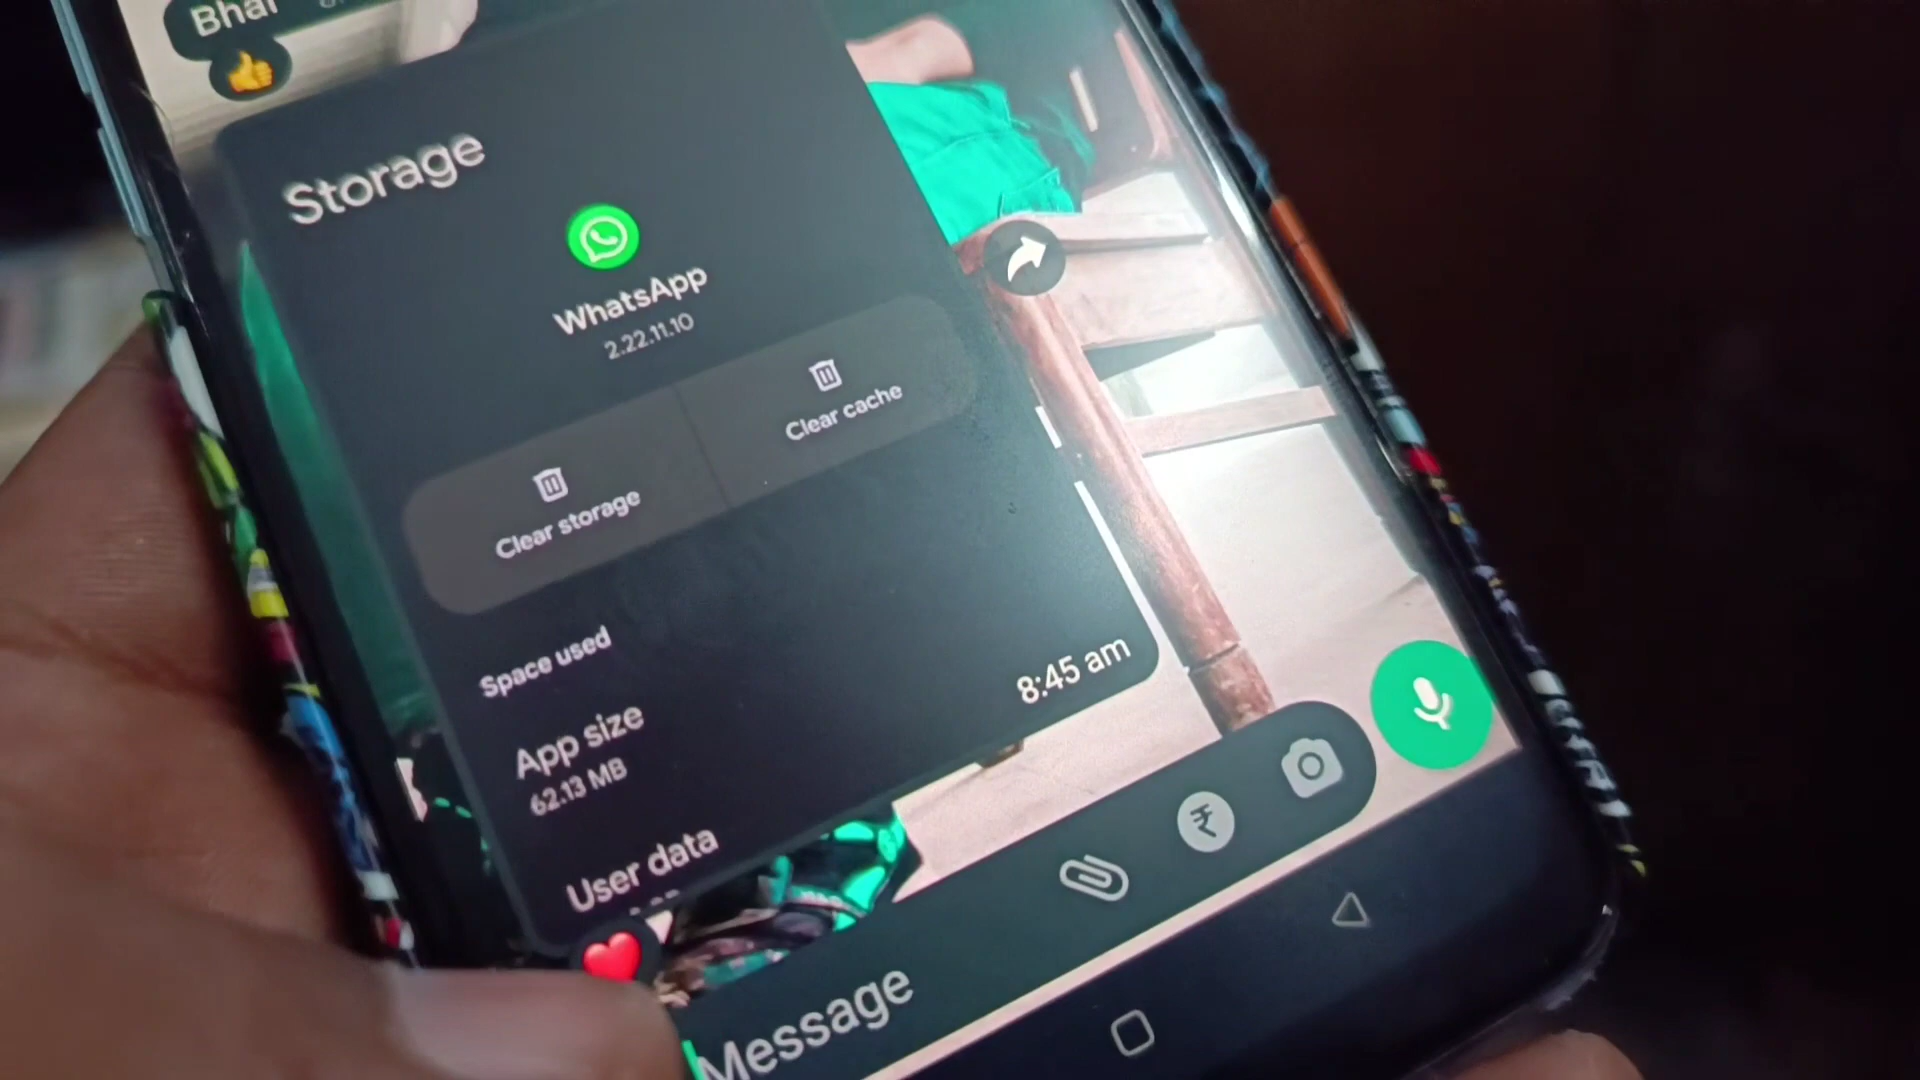 Bhai
Storage
WhatsApp
2.22.11.10
Clear storage
Clear cache
Space used
App size
62.13 MB
User data
8:45 am
Message